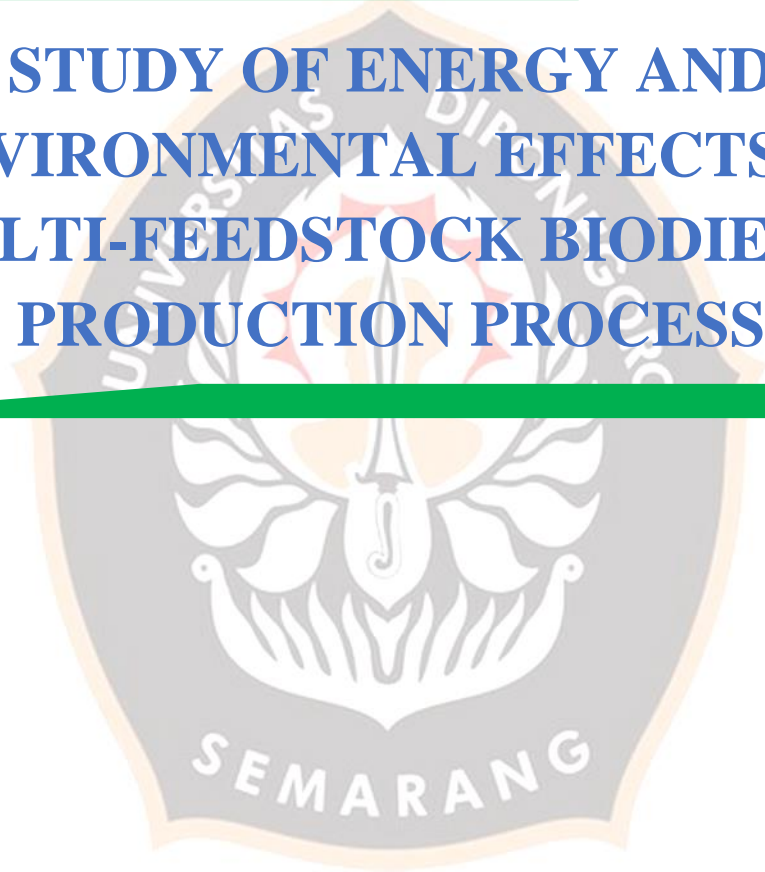 STUDY OF ENERGY AND
VIRONMENTAL EFFECTS
LTI-FEEDSTOCK BIODIE
PRODUCTION PROCESS
UNIVERSITAS DIPONEGORO
SEMARANG